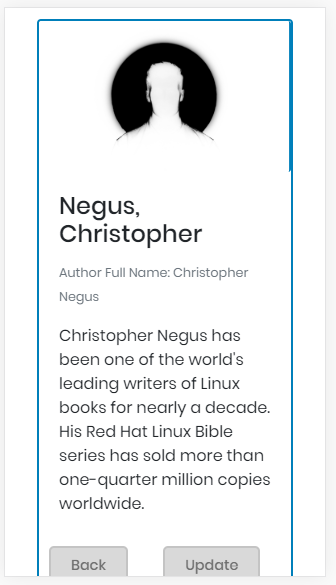 Negus,
Christopher
Author Full Name: Christopher
Negus
Christopher Negus has
been one of the world's
leading writers of Linux
books for nearly a decade.
His Red Hat Linux Bible
series has sold more than
one-quarter million copies
worldwide.
Back Update